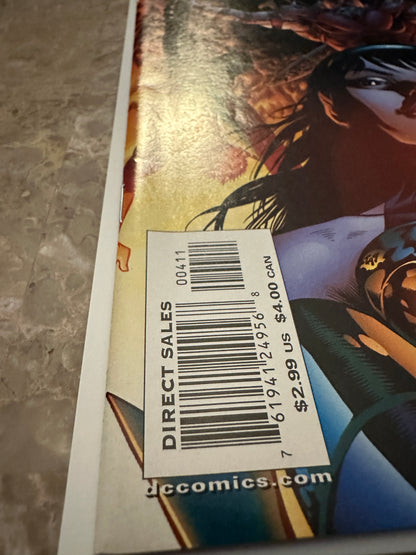 DIRECT SALES
00411
7 61941 24956 8
$2.99 US $4.00 CAN
dccomics.com